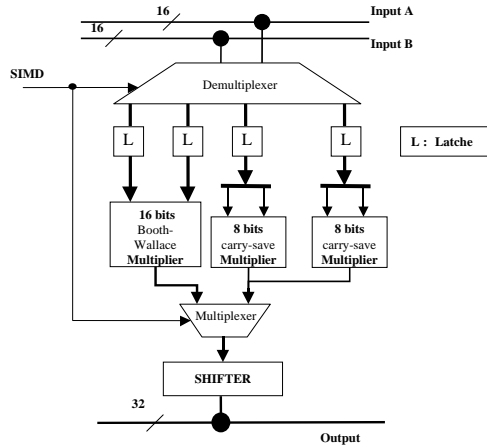 16
Input A
16
Input B
SIMD
Demultiplexer
L
L
L
L
L : Latche
16 bits
Booth-
Wallace
Multiplier
8 bits
carry-save
Multiplier
8 bits
carry-save
Multiplier
Multiplexer
SHIFTER
32
Output